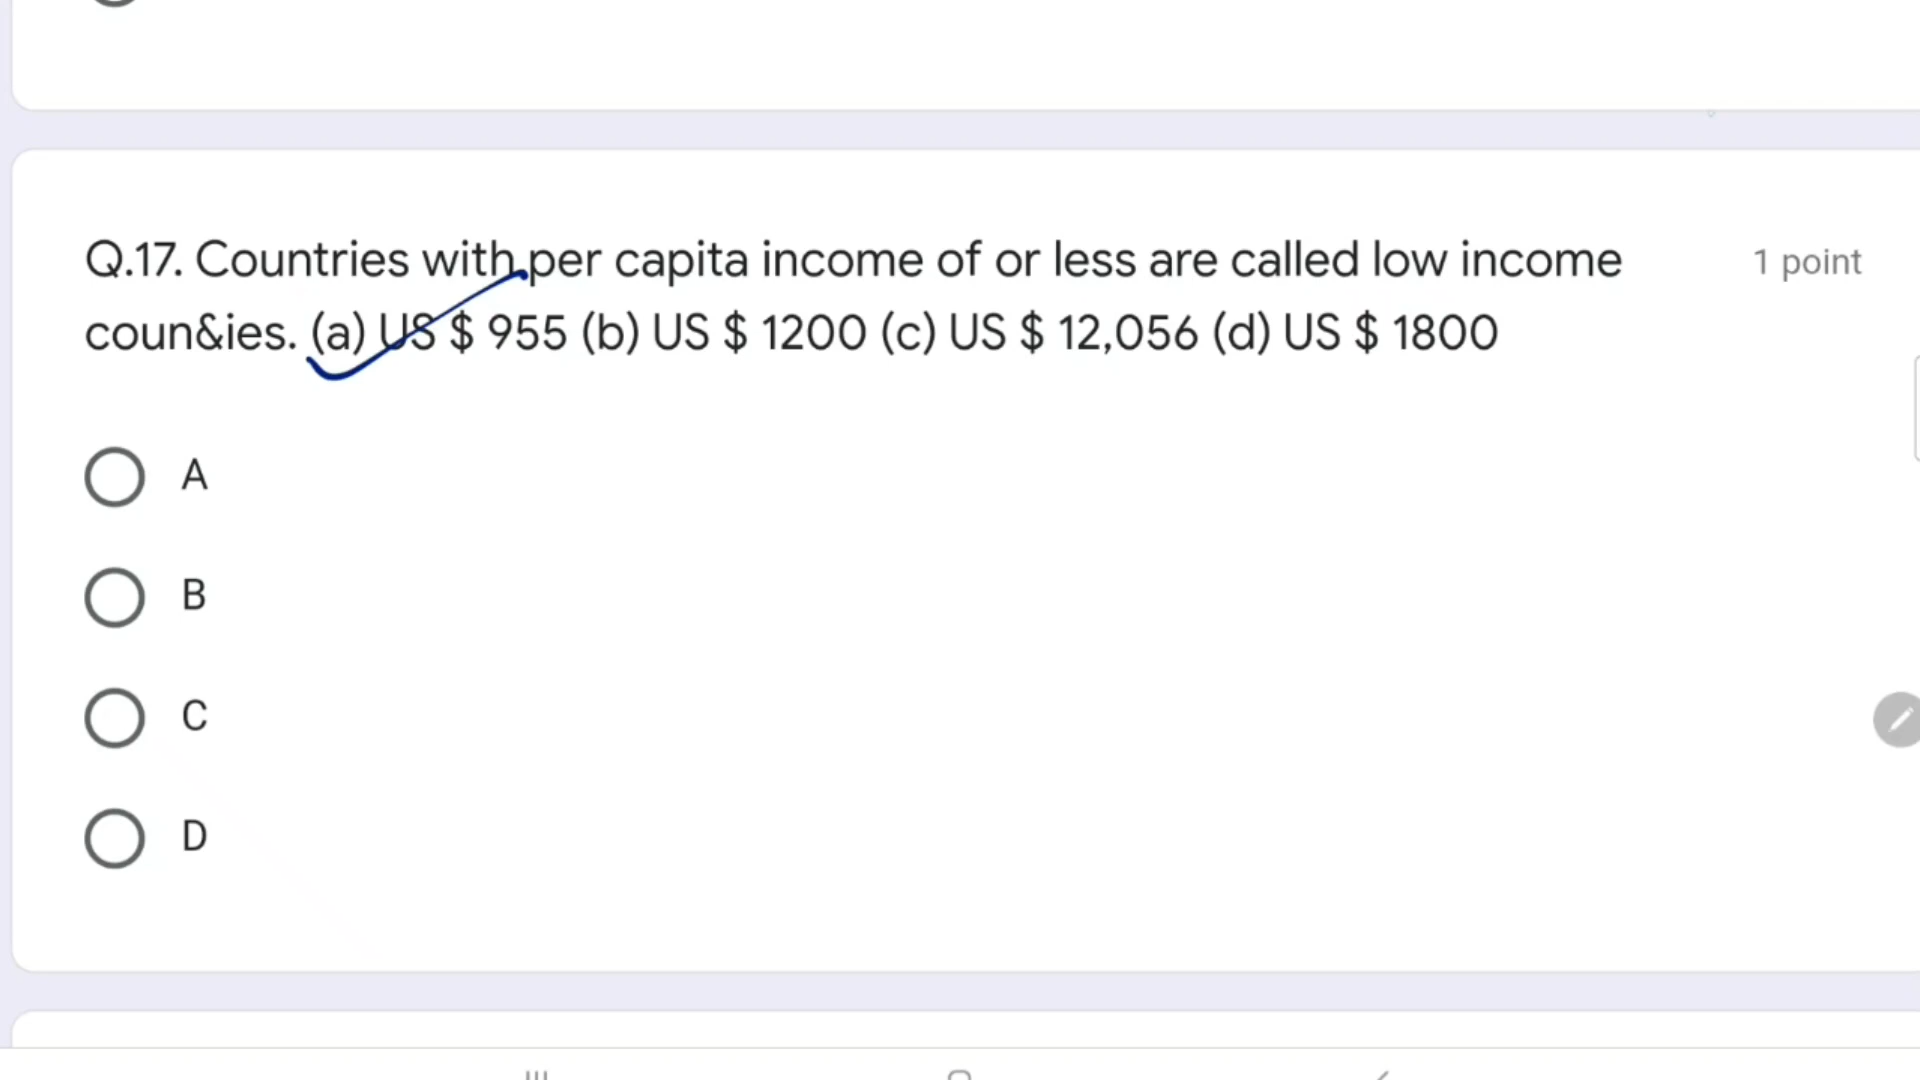 Q.17. Countries with per capita income of or less are called low income
1 point
coun&ies. (a) US $ 955 (b) US $ 1200 (c) US $ 12,056 (d) US $ 1800
A
B
C
D